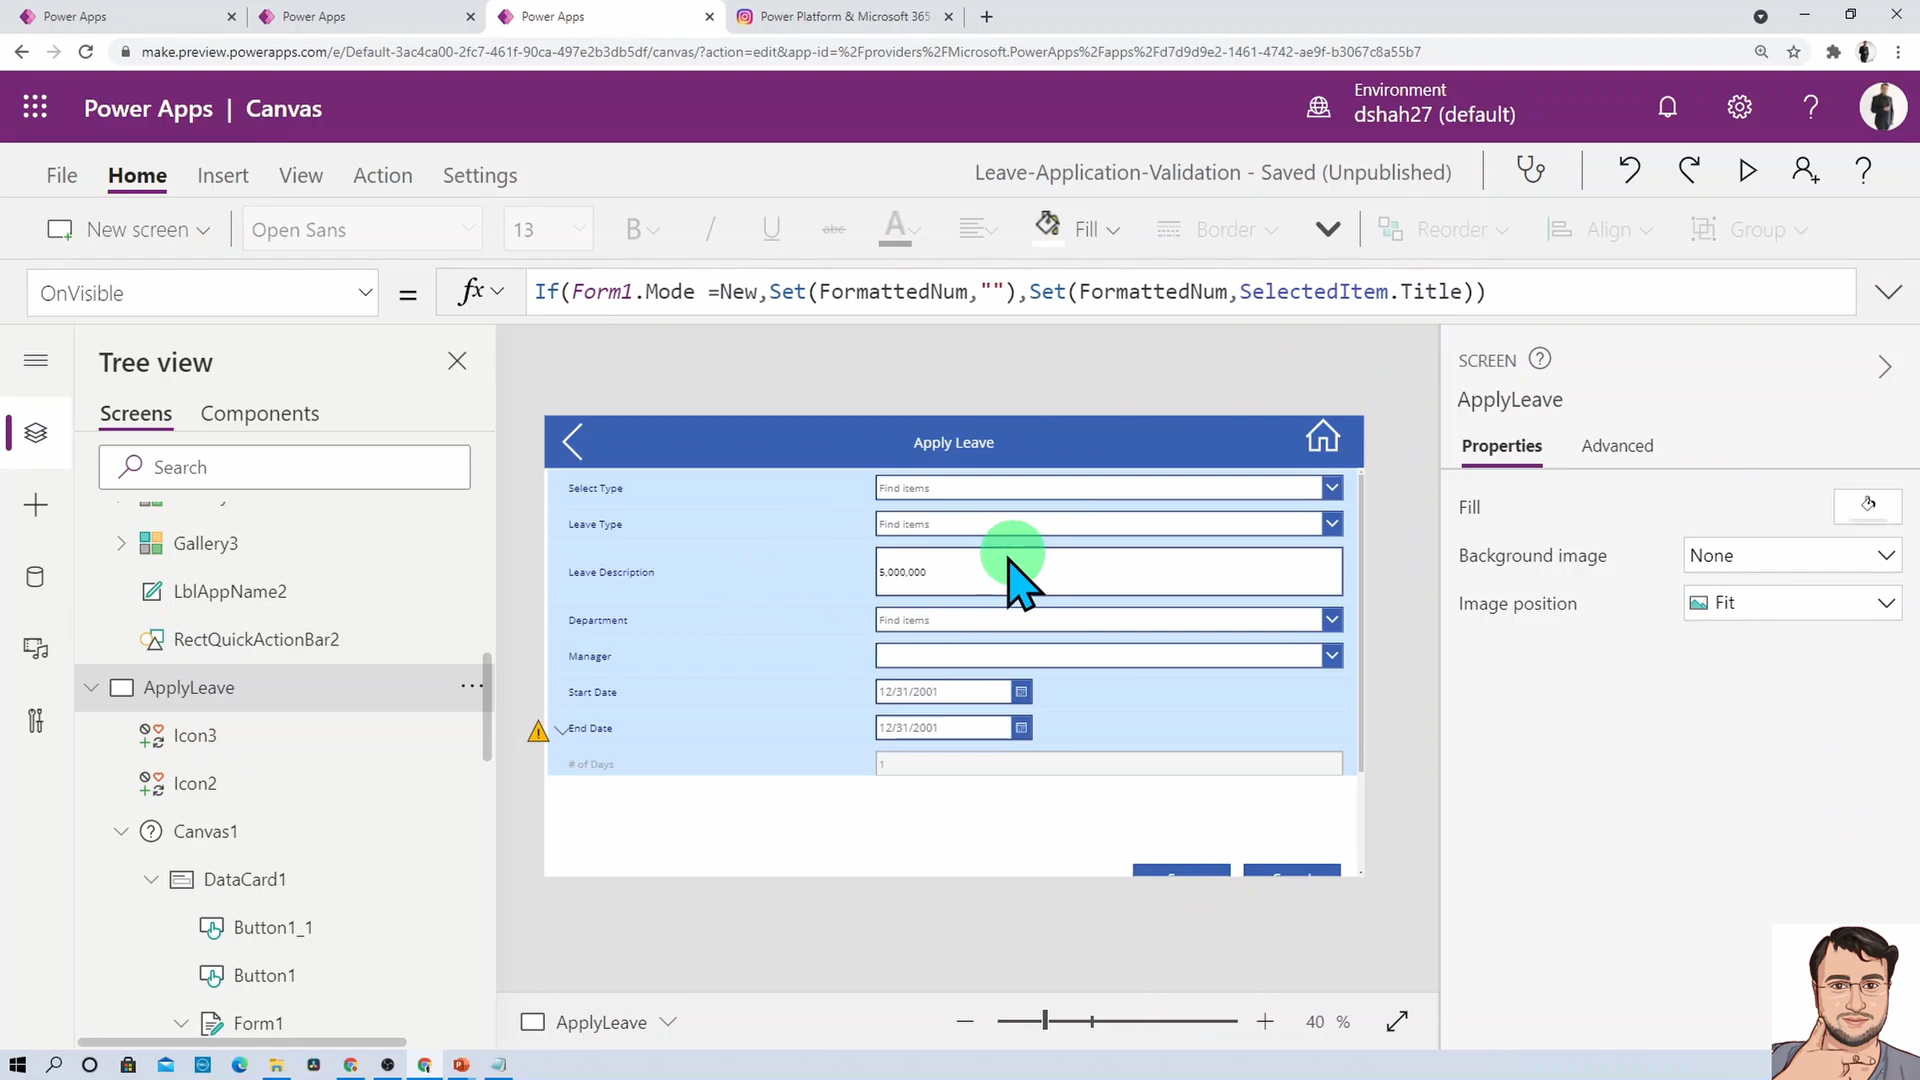 Power Apps
Power Apps
Power Apps
Power Platform & Microsoft 365
make.preview.powerapps.com/e/Default-3ac4ca00-2fc7-461f-90ca-497e2b3db5df/canvas/?action=edit&app-id=%2Fproviders%2FMicrosoft.PowerApps%2Fapps%2Fd7d9d9e2-1461-4742-ae9f-b3067c8a55b7
Power Apps | Canvas
Environment
dshah27 (default)
File Home Insert View Action Settings
Leave-Application-Validation - Saved (Unpublished)
New screen
Open Sans
13
B / U abc A
Fill
Border
Reorder
Align
Group
OnVisible
= fx If(Form1.Mode =New,Set(FormattedNum,""),Set(FormattedNum,SelectedItem.Title))
Tree view
Screens Components
Search
Gallery3
LblAppName2
RectQuickActionBar2
ApplyLeave
Icon3
Icon2
Canvas1
DataCard1
Button1_1
Button1
Form1
Apply Leave
Select Type Find items
Leave Type Find items
Leave Description 5,000,000
Department Find items
Manager
Start Date 12/31/2001
End Date 12/31/2001
# of Days 1
ApplyLeave
40 %
SCREEN
ApplyLeave
Properties Advanced
Fill
Background image None
Image position Fit